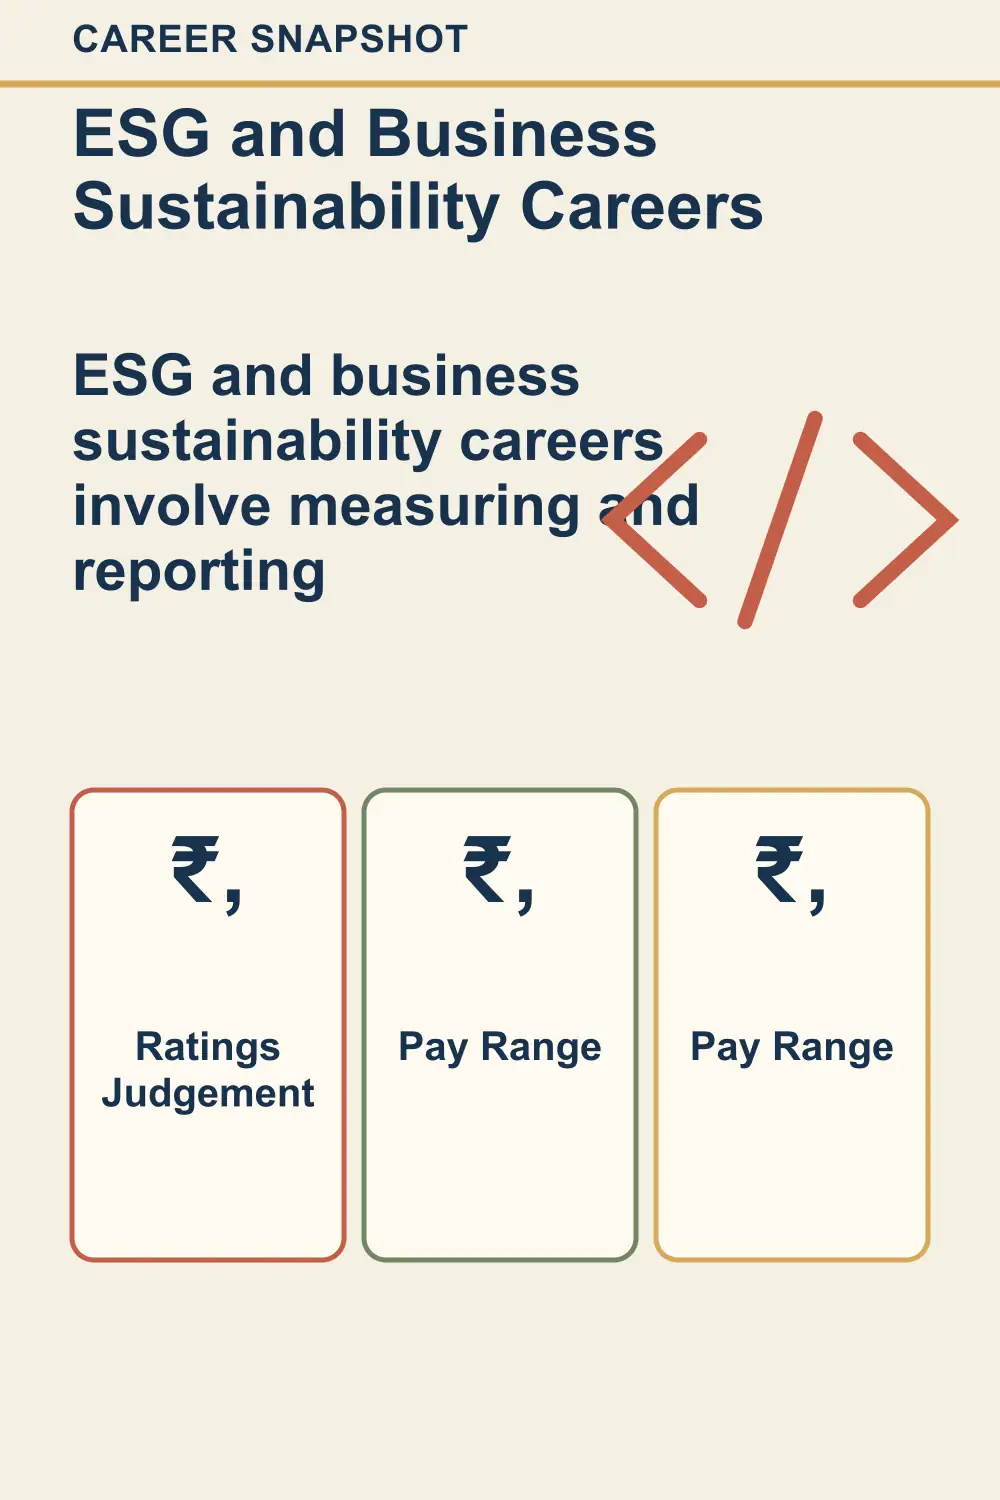 CAREER SNAPSHOT
ESG and Business
Sustainability Careers
ESG and business
sustainability careers
involve measuring and
reporting
</>
₹,
Ratings
Judgement
₹,
Pay Range
₹,
Pay Range